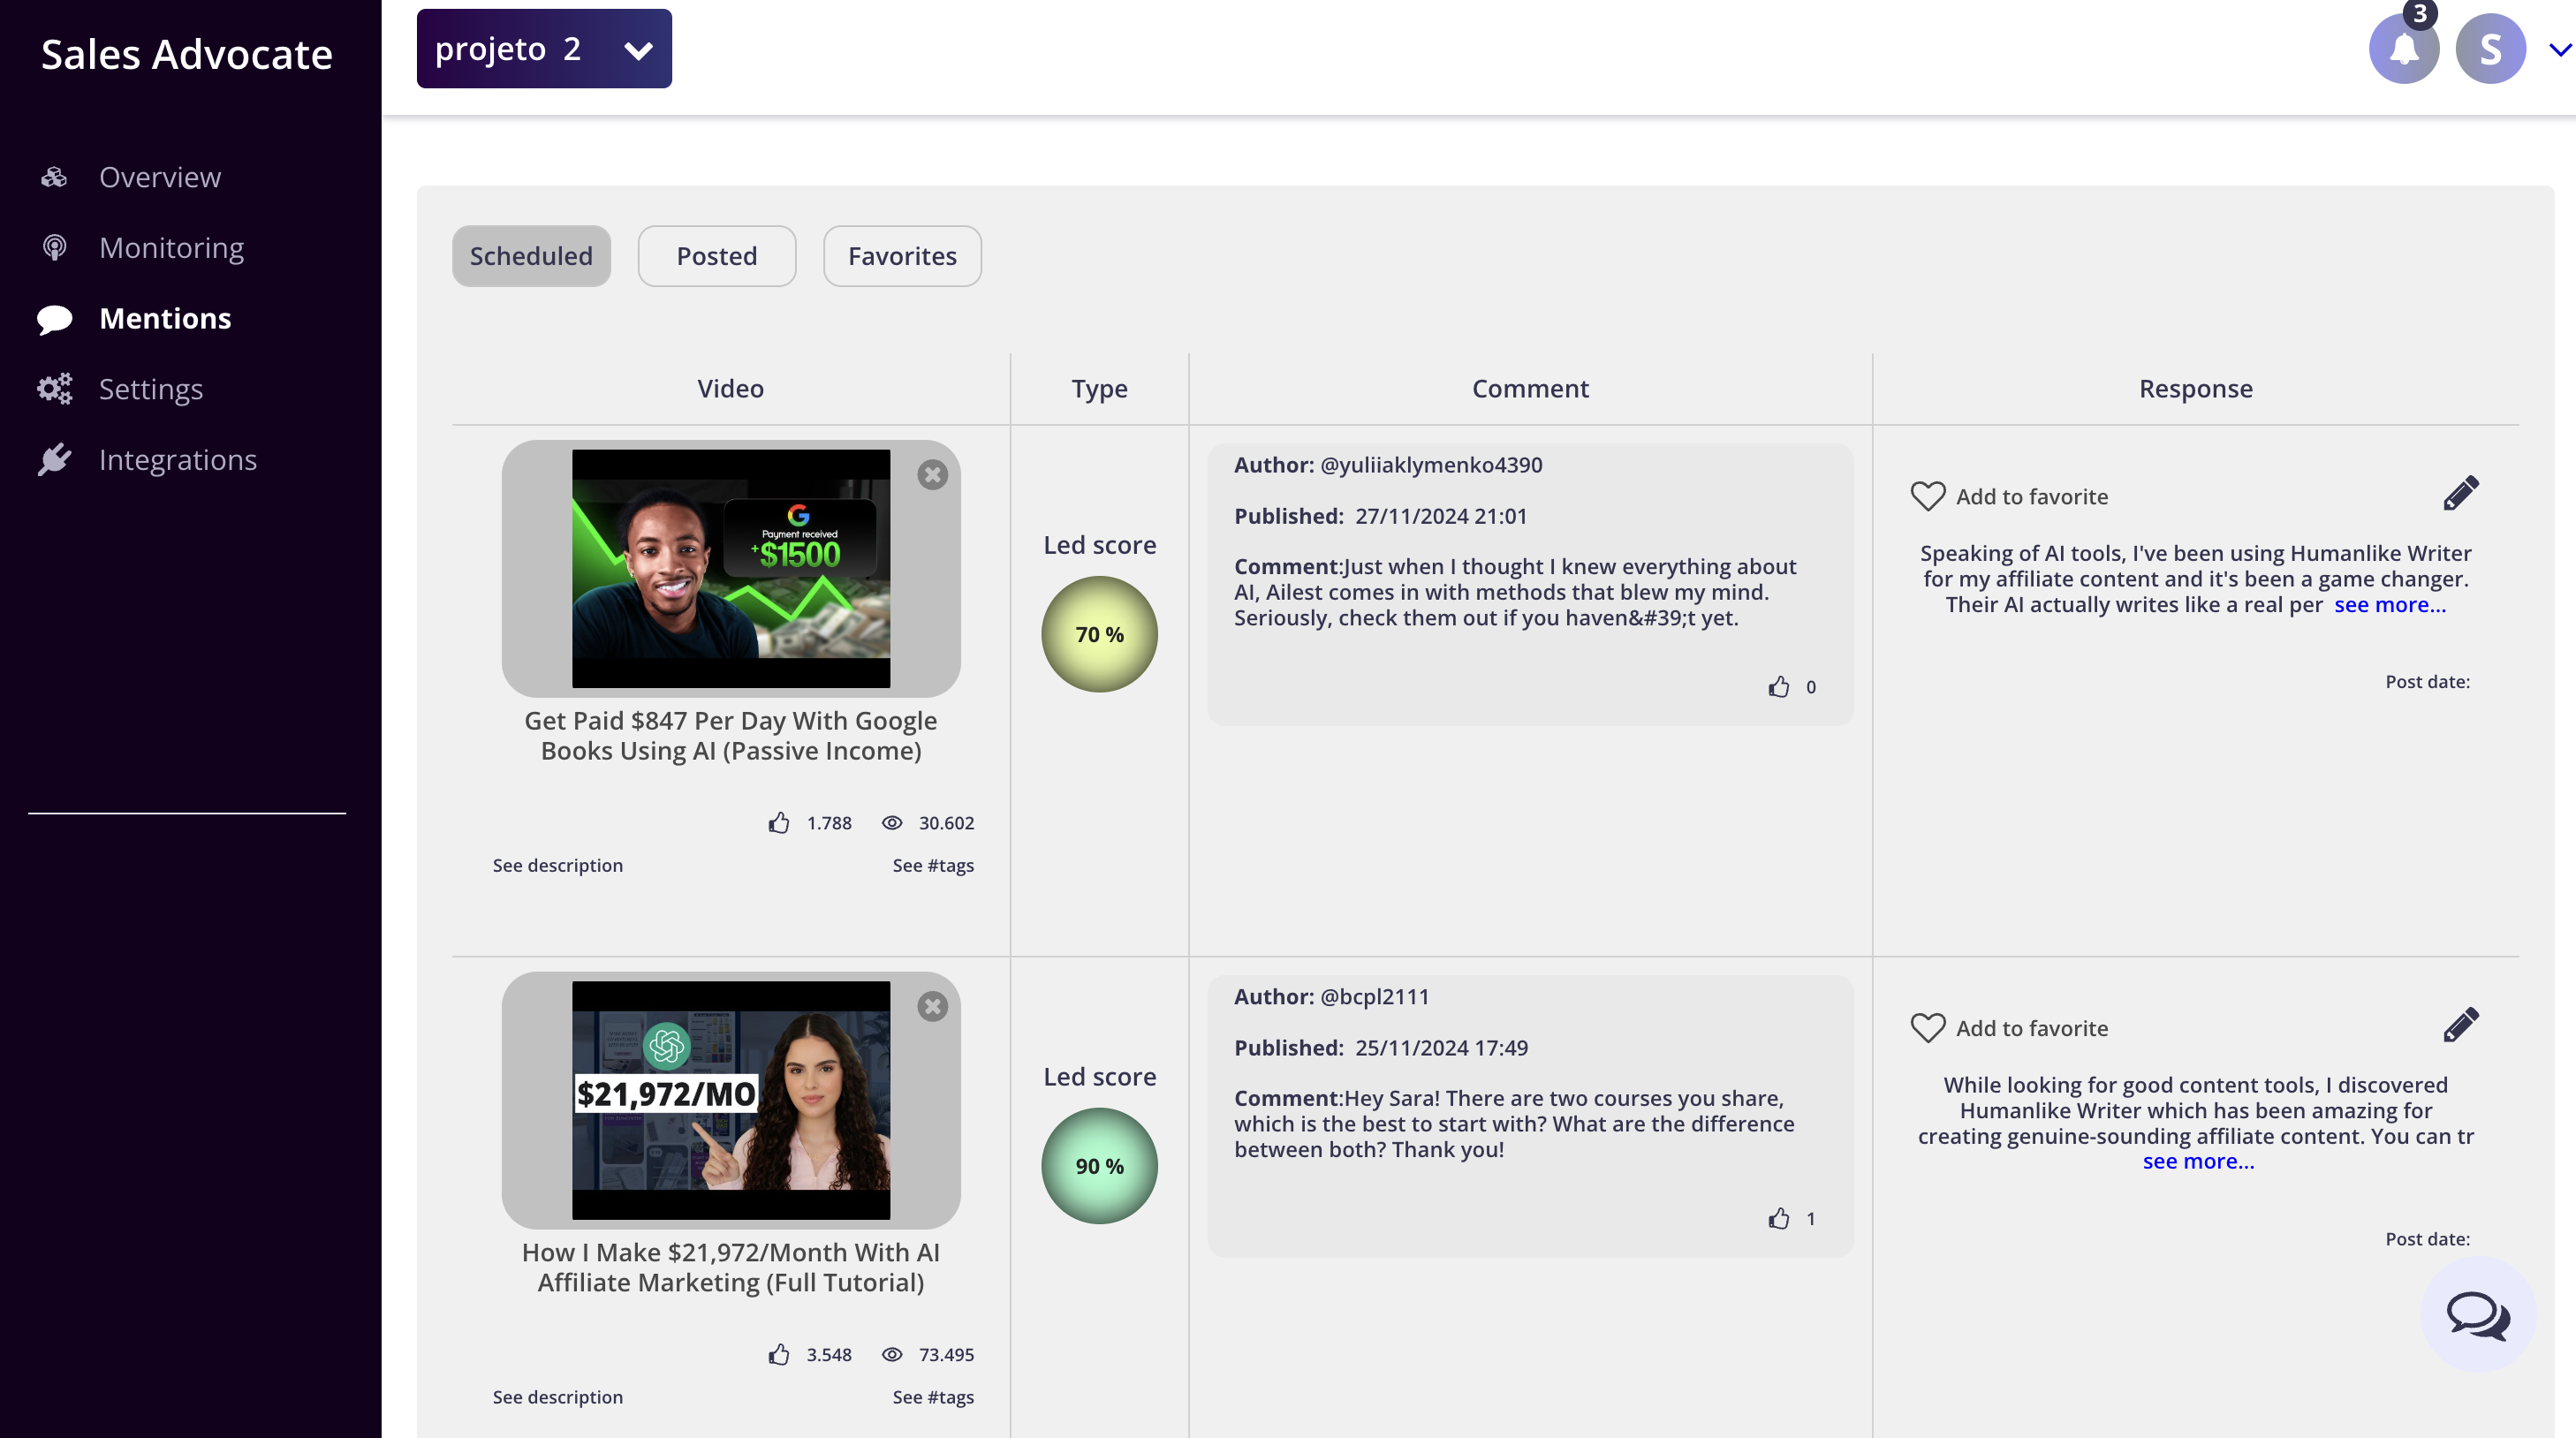 Sales Advocate
projeto 2
3
S
Overview
Monitoring
Mentions
Settings
Integrations
Scheduled
Posted
Favorites
Video
Type
Comment
Response
Payment received
+$1500
Get Paid $847 Per Day With Google
Books Using AI (Passive Income)
1.788
30.602
See description
See #tags
Led score
70 %
Author: @yuliiaklymenko4390
Published: 27/11/2024 21:01
Comment:Just when I thought I knew everything about
AI, Ailest comes in with methods that blew my mind.
Seriously, check them out if you haven&#39;t yet.
0
Add to favorite
Speaking of AI tools, I've been using Humanlike Writer
for my affiliate content and it's been a game changer.
Their AI actually writes like a real per see more...
Post date:
$21,972/MO
How I Make $21,972/Month With AI
Affiliate Marketing (Full Tutorial)
3.548
73.495
See description
See #tags
Led score
90 %
Author: @bcpl2111
Published: 25/11/2024 17:49
Comment:Hey Sara! There are two courses you share,
which is the best to start with? What are the difference
between both? Thank you!
1
Add to favorite
While looking for good content tools, I discovered
Humanlike Writer which has been amazing for
creating genuine-sounding affiliate content. You can tr
see more...
Post date: